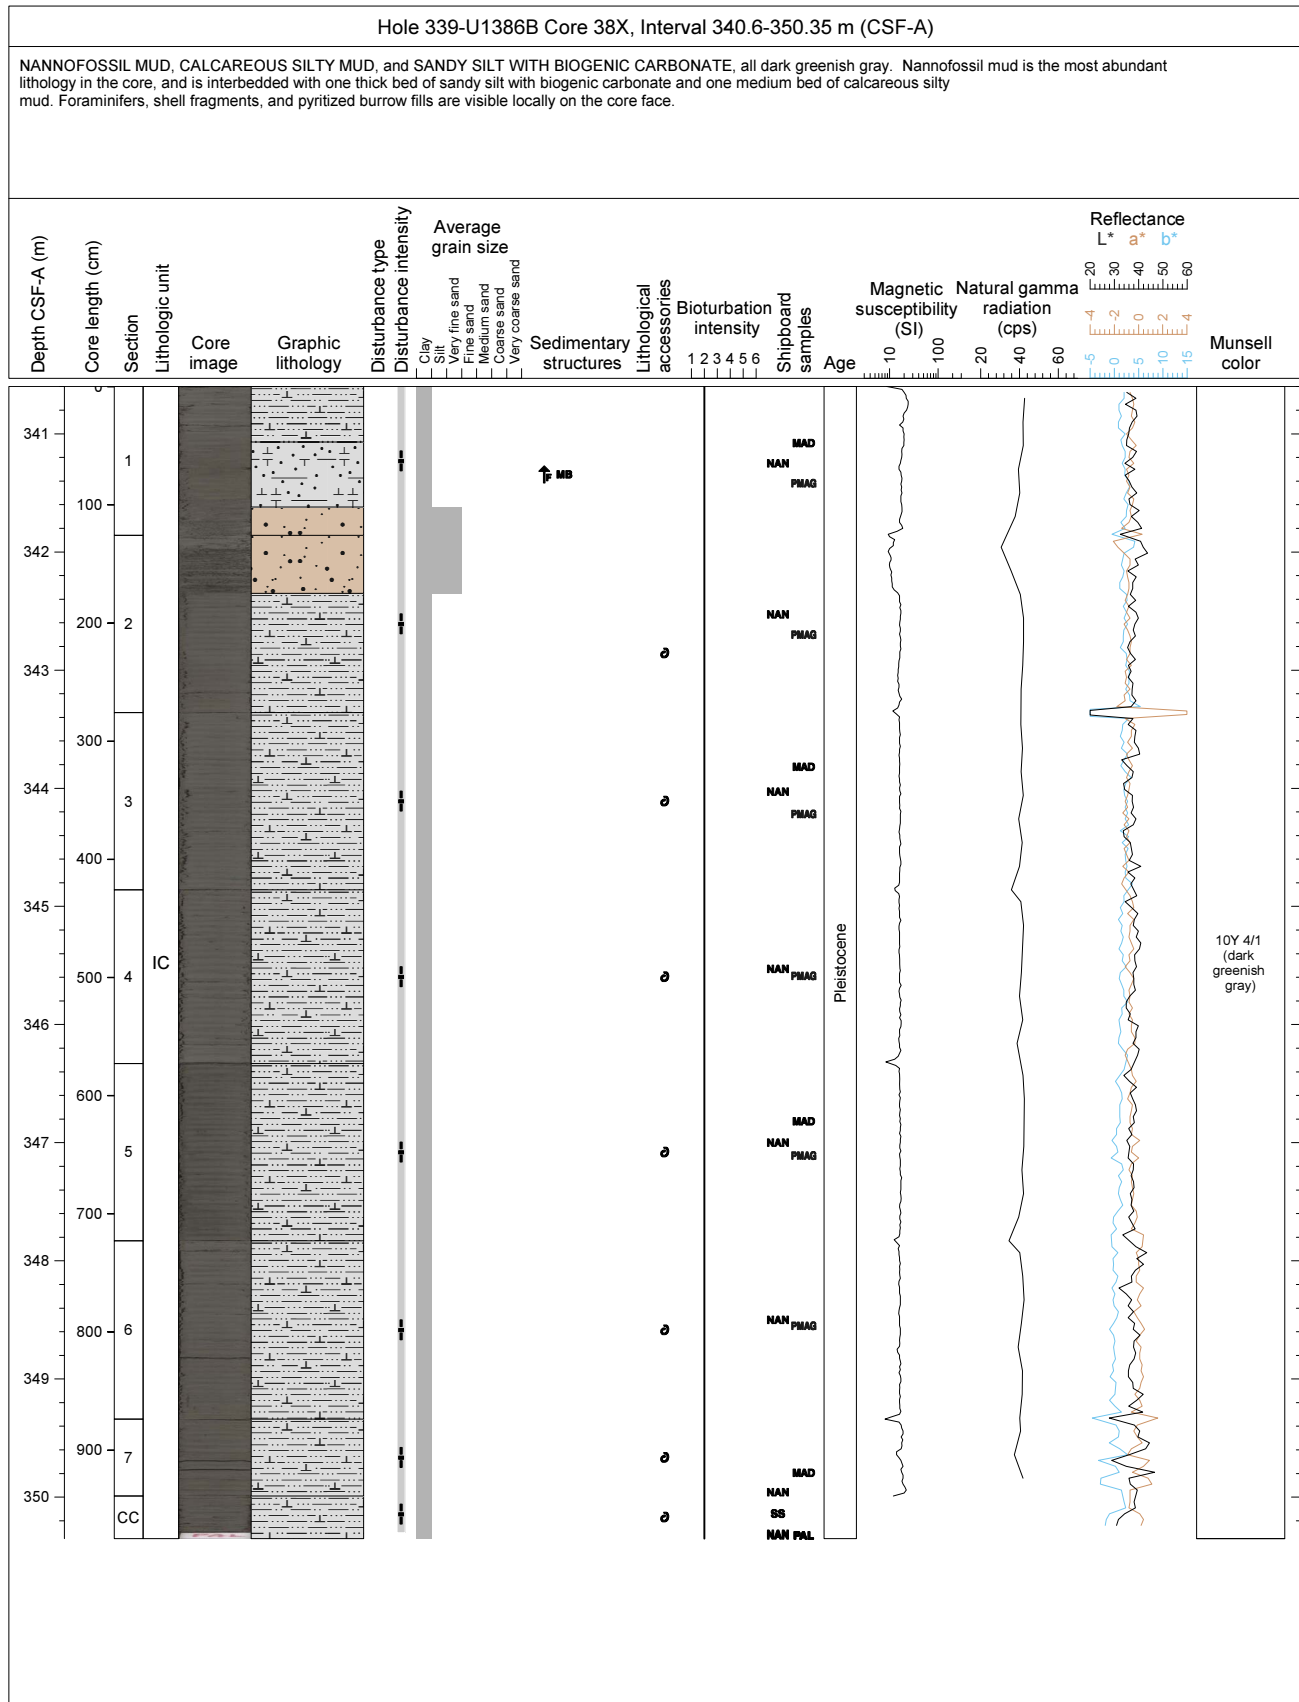 Hole 339-U1386B Core 38X, Interval 340.6-350.35 m (CSF-A)
NANNOFOSSIL MUD, CALCAREOUS SILTY MUD, and SANDY SILT WITH BIOGENIC CARBONATE, all dark greenish gray. Nannofossil mud is the most abundant
lithology in the core, and is interbedded with one thick bed of sandy silt with biogenic carbonate and one medium bed of calcareous silty
mud. Foraminifers, shell fragments, and pyritized burrow fills are visible locally on the core face.
Depth CSF-A (m)
Core length (cm)
Section
Lithologic unit
Core
image
Graphic
lithology
Disturbance type
Disturbance intensity
Average
grain size
Clay
Silt
Very fine sand
Fine sand
Medium sand
Coarse sand
Very coarse sand
Sedimentary
structures
Lithological
accessories
Bioturbation
intensity
1 2 3 4 5 6
Shipboard
samples
Age
Magnetic
susceptibility
(SI)
10 100
Natural gamma
radiation
(cps)
20 40 60
Reflectance
L* a* b*
20 30 40 50 60
-4 -2 0 2 4
-5 0 5 10 15
Munsell
color
0
341
MAD
1
NAN
F MB
PMAG
100
342
200
2
NAN
PMAG
343
300
MAD
344
3
NAN
PMAG
400
345
IC
Pleistocene
10Y 4/1
(dark
greenish
gray)
500
4
NAN
PMAG
346
600
MAD
347
5
NAN
PMAG
700
348
800
6
NAN
PMAG
349
900
7
MAD
350
NAN
CC
SS
NAN PAL